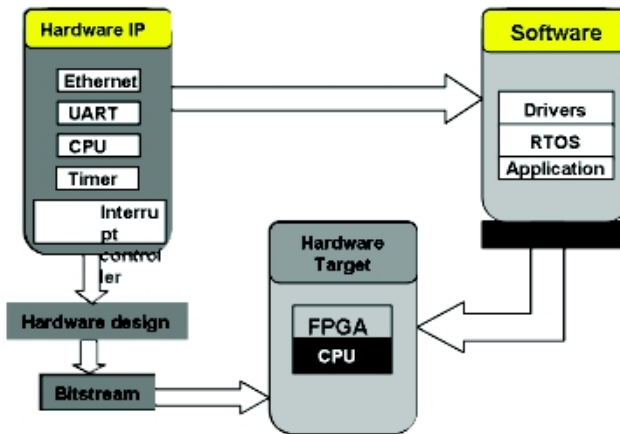 Hardware IP
Ethernet
UART
CPU
Timer
Interru
pt
controller
ler
Hardware design
Bitstream
Software
Drivers
RTOS
Application
Hardware
Target
FPGA
CPU